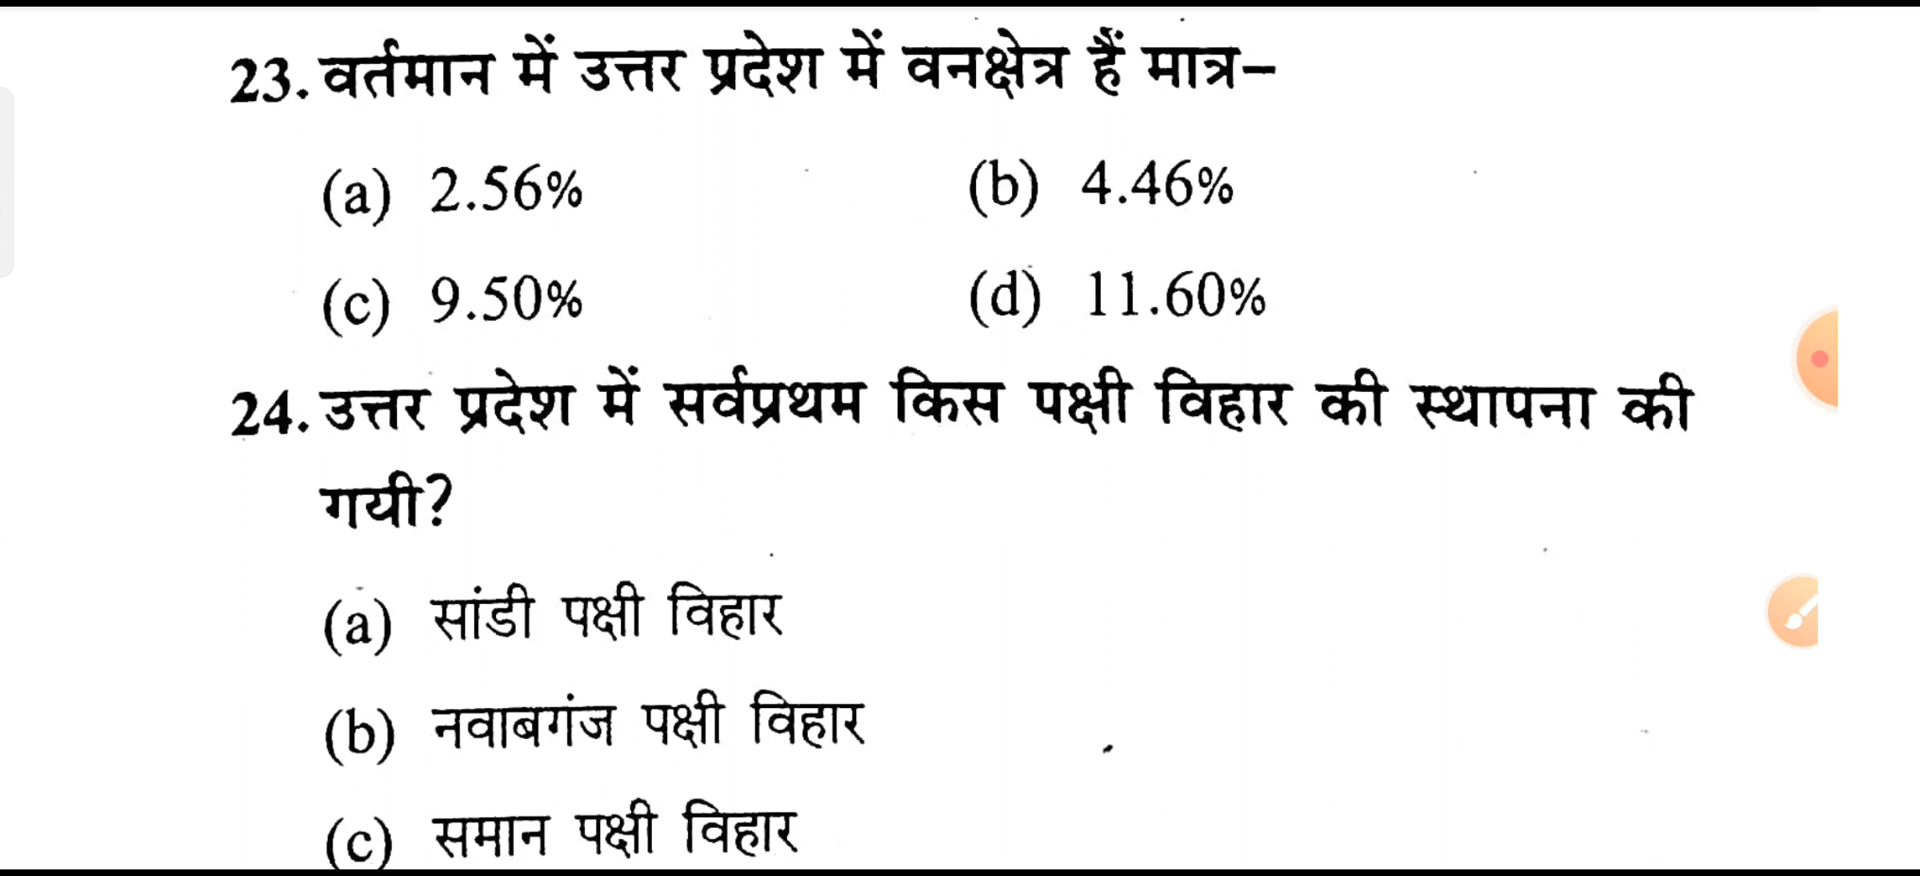 23. वर्तमान में उत्तर प्रदेश में वनक्षेत्र हैं मात्र–
(a) 2.56% (b) 4.46%
(c) 9.50% (d) 11.60%
24. उत्तर प्रदेश में सर्वप्रथम किस पक्षी विहार की स्थापना की
गयी?
(a) सांडी पक्षी विहार
(b) नवाबगंज पक्षी विहार
(c) समान पक्षी विहार